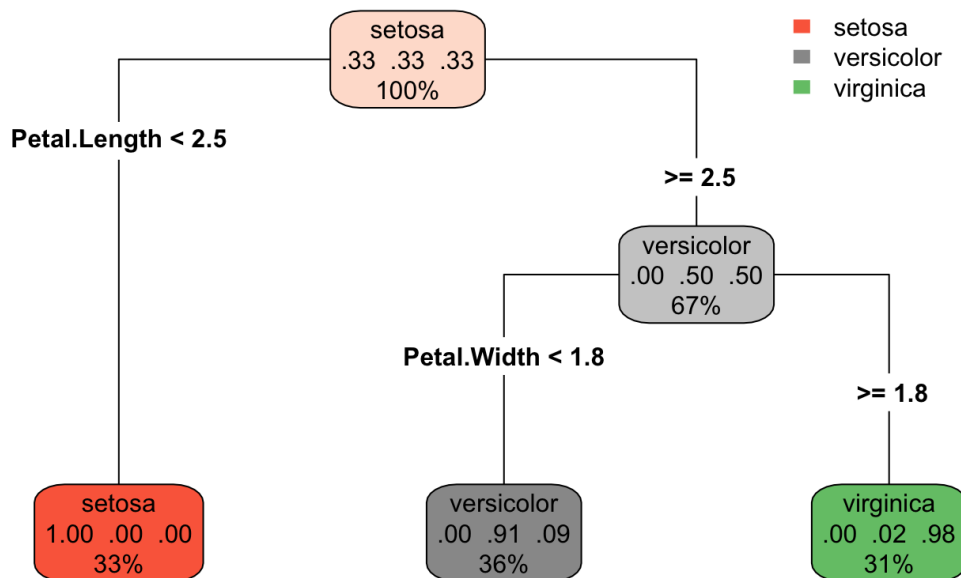 setosa
.33 .33 .33
100%
setosa
versicolor
virginica
Petal.Length < 2.5
>= 2.5
versicolor
.00 .50 .50
67%
Petal.Width < 1.8
>= 1.8
setosa
1.00 .00 .00
33%
versicolor
.00 .91 .09
36%
virginica
.00 .02 .98
31%